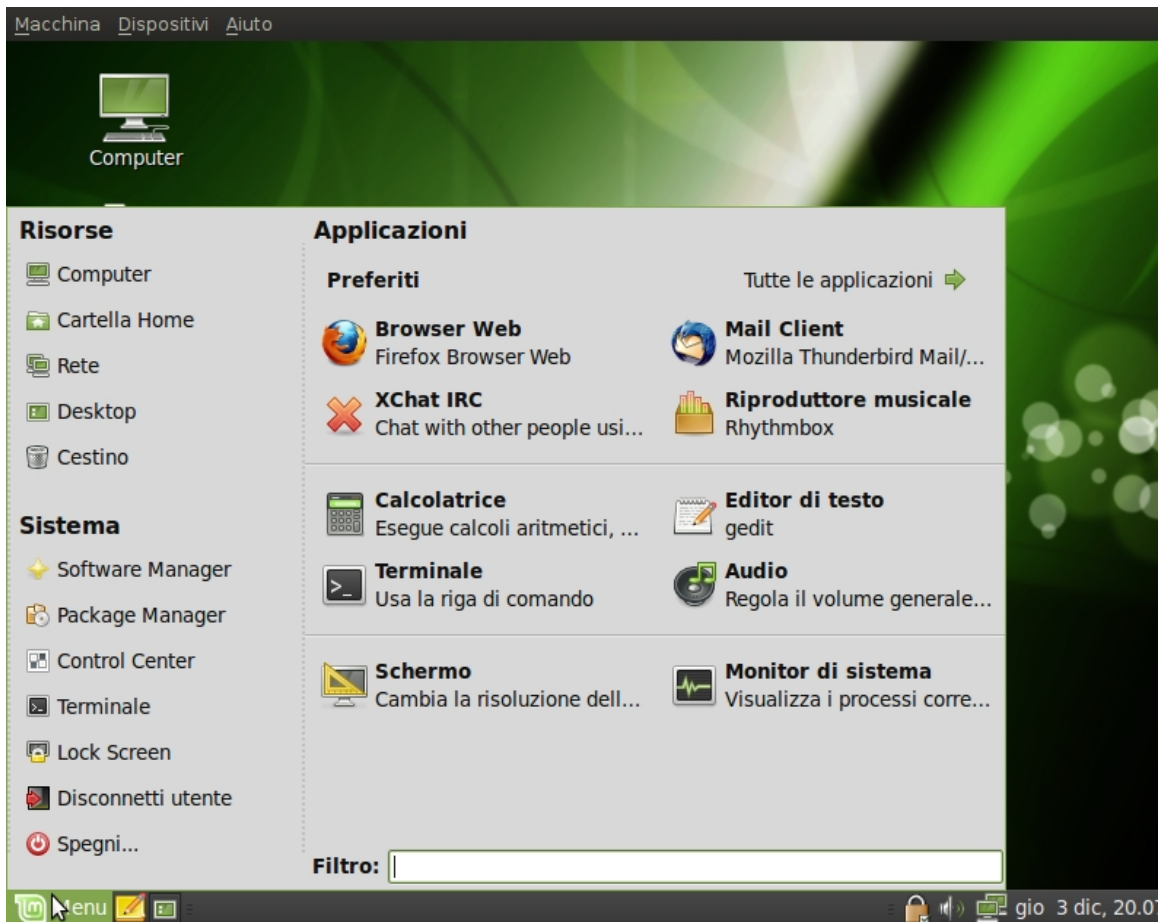 Macchina Dispositivi Aiuto
Computer
Risorse
Computer
Cartella Home
Rete
Desktop
Cestino
Sistema
Software Manager
Package Manager
Control Center
Terminale
Lock Screen
Disconnetti utente
Spegni...
Applicazioni
Preferiti
Tutte le applicazioni
Browser Web
Firefox Browser Web
Mail Client
Mozilla Thunderbird Mail/...
XChat IRC
Chat with other people usi...
Riproduttore musicale
Rhythmbox
Calcolatrice
Esegue calcoli aritmetici, ...
Editor di testo
gedit
Terminale
Usa la riga di comando
Audio
Regola il volume generale...
Schermo
Cambia la risoluzione dell...
Monitor di sistema
Visualizza i processi corre...
Filtro:
Menu
gio 3 dic, 20.07